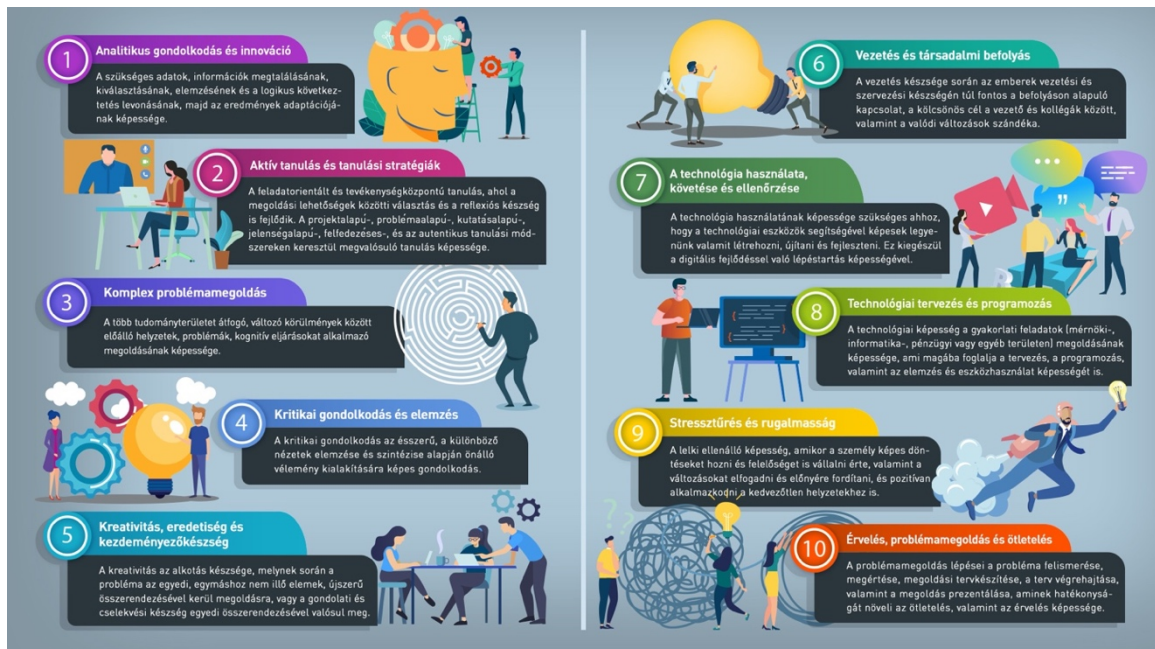 1
Analitikus gondolkodás és innováció
A szükséges adatok, információk megtalálásának,
kiválasztásának, elemzésének és a logikus következ-
tetés levonásának, majd az eredmények adaptációjá-
nak képessége.
2
Aktív tanulás és tanulási stratégiák
A feladatorientált és tevékenységközpontú tanulás, ahol a
megoldási lehetőségek közötti választás és a reflexiós készség
is fejlődik. A projektalapú-, problémaalapú-, kutatásalapú-,
jelenségalapú-, felfedezéses-, és az autentikus tanulási mód-
szereken keresztül megvalósuló tanulás képessége.
3
Komplex problémamegoldás
A több tudományterületet átfogó, változó körülmények között
előálló helyzetek, problémák, kognitív eljárásokat alkalmazó
megoldásának képessége.
4
Kritikai gondolkodás és elemzés
A kritikai gondolkodás az ésszerű, a különböző
nézetek elemzése és szintézise alapján önálló
vélemény kialakítására képes gondolkodás.
5
Kreativitás, eredetiség és
kezdeményezőkészség
A kreativitás az alkotás készsége, melynek során a
probléma az egyedi, egymáshoz nem illő elemek, újszerű
összerendezésével kerül megoldásra, vagy a gondolati és
cselekvési készség egyedi összerendezésével valósul meg.
6
Vezetés és társadalmi befolyás
A vezetés készsége során az emberek vezetési és
szervezési készségén túl fontos a befolyáson alapuló
kapcsolat, a kölcsönös cél a vezető és kollégák között,
valamint a valódi változások szándéka.
7
A technológia használata,
követése és ellenőrzése
A technológia használatának képessége szükséges ahhoz,
hogy a technológiai eszközök segítségével képesek legye-
nünk valamit létrehozni, újítani és fejleszteni. Ez kiegészül
a digitális fejlődéssel való lépéstartás képességével.
8
Technológiai tervezés és programozás
A technológiai képesség a gyakorlati feladatok (mérnöki-,
informatika-, pénzügyi vagy egyéb területen) megoldásának
képessége, ami magába foglalja a tervezés, a programozás,
valamint az elemzés és eszközhasználat képességét is.
9
Stressztűrés és rugalmasság
A lelki ellenálló képesség, amikor a személy képes dön-
téseket hozni és felelőséget is vállalni érte, valamint a
változásokat elfogadni és előnyére fordítani, és pozitívan
alkalmazkodni a kedvezőtlen helyzetekhez is.
10
Érvelés, problémamegoldás és ötletelés
A problémamegoldás lépései a probléma felismerése,
megértése, megoldási tervkészítése, a terv végrehajtása,
valamint a megoldás prezentálása, aminek hatékonysá-
gát növeli az ötletelés, valamint az érvelés képessége.